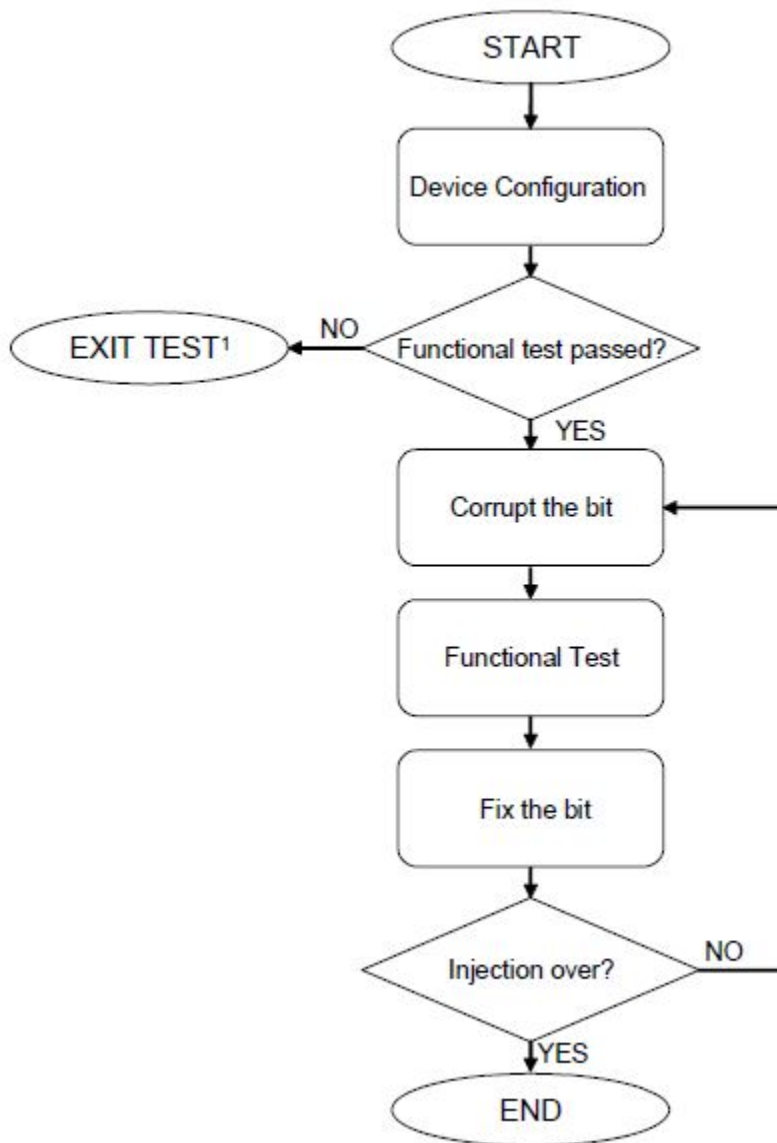 START
Device Configuration
Functional test passed?
NO
EXIT TEST¹
YES
Corrupt the bit
Functional Test
Fix the bit
Injection over?
NO
YES
END